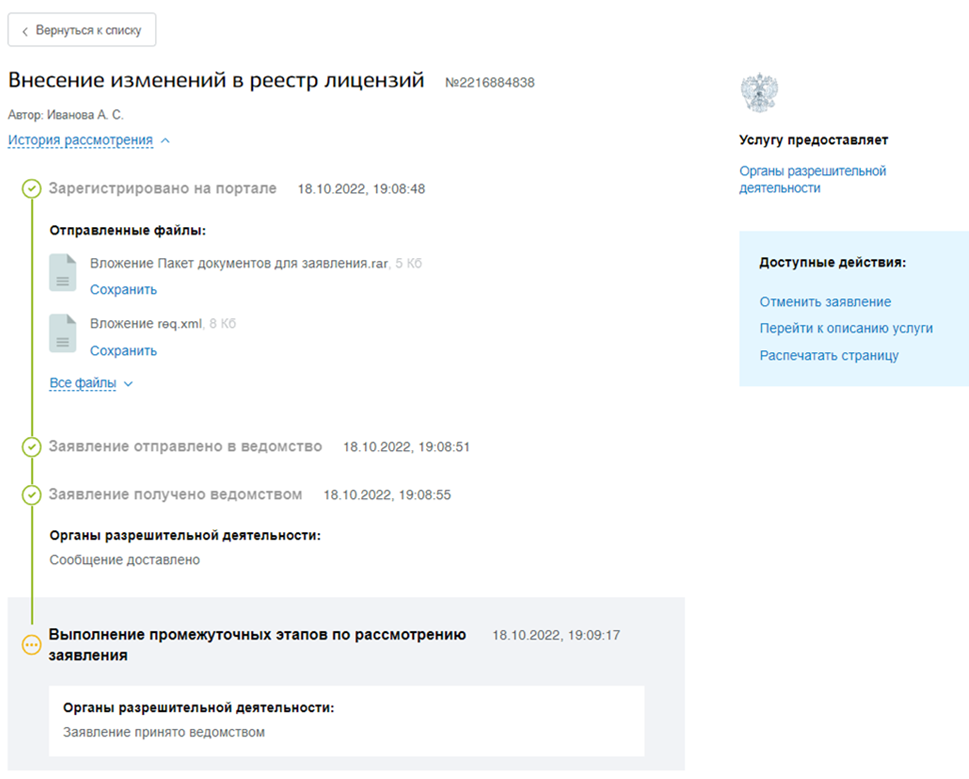 Вернуться к списку
Внесение изменений в реестр лицензий №2216884838
Автор: Иванова А. С.
История рассмотрения
Зарегистрировано на портале 18.10.2022, 19:08:48
Отправленные файлы:
Вложение Пакет документов для заявления.rar, 5 Кб
Сохранить
Вложение req.xml, 8 Кб
Сохранить
Все файлы
Заявление отправлено в ведомство 18.10.2022, 19:08:51
Заявление получено ведомством 18.10.2022, 19:08:55
Органы разрешительной деятельности:
Сообщение доставлено
Выполнение промежуточных этапов по рассмотрению 18.10.2022, 19:09:17
заявления
Органы разрешительной деятельности:
Заявление принято ведомством
Услугу предоставляет
Органы разрешительной
деятельности
Доступные действия:
Отменить заявление
Перейти к описанию услуги
Распечатать страницу